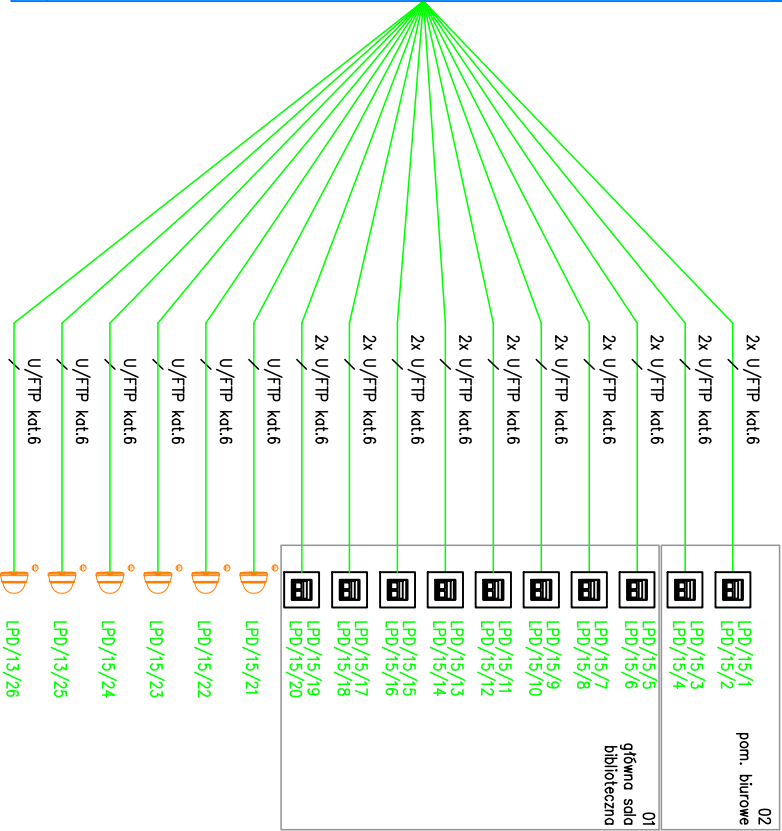 U/FTP kat.6
U/FTP kat.6
U/FTP kat.6
U/FTP kat.6
U/FTP kat.6
U/FTP kat.6
2x U/FTP kat.6
2x U/FTP kat.6
2x U/FTP kat.6
2x U/FTP kat.6
2x U/FTP kat.6
2x U/FTP kat.6
2x U/FTP kat.6
2x U/FTP kat.6
2x U/FTP kat.6
2x U/FTP kat.6
LPD/13/26
LPD/13/25
LPD/15/24
LPD/15/23
LPD/15/22
LPD/15/21
LPD/15/19
LPD/15/20
LPD/15/17
LPD/15/18
LPD/15/15
LPD/15/16
LPD/15/13
LPD/15/14
LPD/15/11
LPD/15/12
LPD/15/9
LPD/15/10
LPD/15/7
LPD/15/8
LPD/15/5
LPD/15/6
LPD/15/3
LPD/15/4
LPD/15/1
LPD/15/2
01
główna sala
biblioteczna
02
pom. biurowe